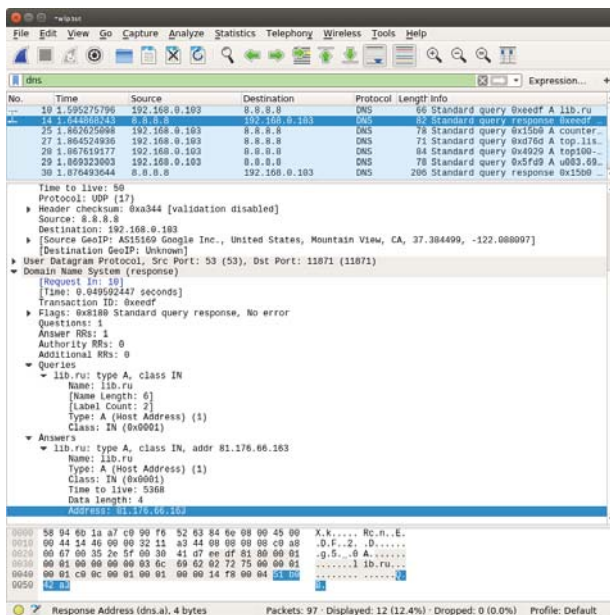 *wlp3s0
File Edit View Go Capture Analyze Statistics Telephony Wireless Tools Help
dns Expression... +
No. Time Source Destination Protocol Length Info
10 1.595275796 192.168.0.103 8.8.8.8 DNS 66 Standard query 0xeedf A lib.ru
14 1.644868243 8.8.8.8 192.168.0.103 DNS 82 Standard query response 0xeedf …
25 1.862625098 192.168.0.103 8.8.8.8 DNS 78 Standard query 0x15b0 A counter…
27 1.864524936 192.168.0.103 8.8.8.8 DNS 71 Standard query 0xd76d A top.lis…
28 1.867619177 192.168.0.103 8.8.8.8 DNS 84 Standard query 0x4929 A top100-…
29 1.869323003 192.168.0.103 8.8.8.8 DNS 78 Standard query 0x5fd9 A u083.69…
30 1.876493644 8.8.8.8 192.168.0.103 DNS 206 Standard query response 0x15b0 …
Time to live: 50
Protocol: UDP (17)
Header checksum: 0xa344 [validation disabled]
Source: 8.8.8.8
Destination: 192.168.0.103
[Source GeoIP: AS15169 Google Inc., United States, Mountain View, CA, 37.384499, -122.088097]
[Destination GeoIP: Unknown]
User Datagram Protocol, Src Port: 53 (53), Dst Port: 11871 (11871)
Domain Name System (response)
[Request In: 10]
[Time: 0.049592447 seconds]
Transaction ID: 0xeedf
Flags: 0x8180 Standard query response, No error
Questions: 1
Answer RRs: 1
Authority RRs: 0
Additional RRs: 0
Queries
lib.ru: type A, class IN
Name: lib.ru
[Name Length: 6]
[Label Count: 2]
Type: A (Host Address) (1)
Class: IN (0x0001)
Answers
lib.ru: type A, class IN, addr 81.176.66.163
Name: lib.ru
Type: A (Host Address) (1)
Class: IN (0x0001)
Time to live: 5368
Data length: 4
Address: 81.176.66.163
0000 58 94 6b 1a a7 c0 90 f6 52 63 84 6e 08 00 45 00 X.k..... Rc.n..E.
0010 00 44 14 46 00 00 32 11 a3 44 08 08 08 08 c0 a8 .D.F..2. .D......
0020 00 67 00 35 2e 5f 00 30 41 d7 ee df 81 80 00 01 .g.5._.0 A.......
0030 00 01 00 00 00 00 03 6c 69 62 02 72 75 00 00 01 .......l ib.ru...
0040 00 01 c0 0c 00 01 00 01 00 00 14 f8 00 04 51 b0 ........ ......Q.
0050 42 a3 B.
Response Address (dns.a), 4 bytes Packets: 97 · Displayed: 12 (12.4%) · Dropped: 0 (0.0%) Profile: Default